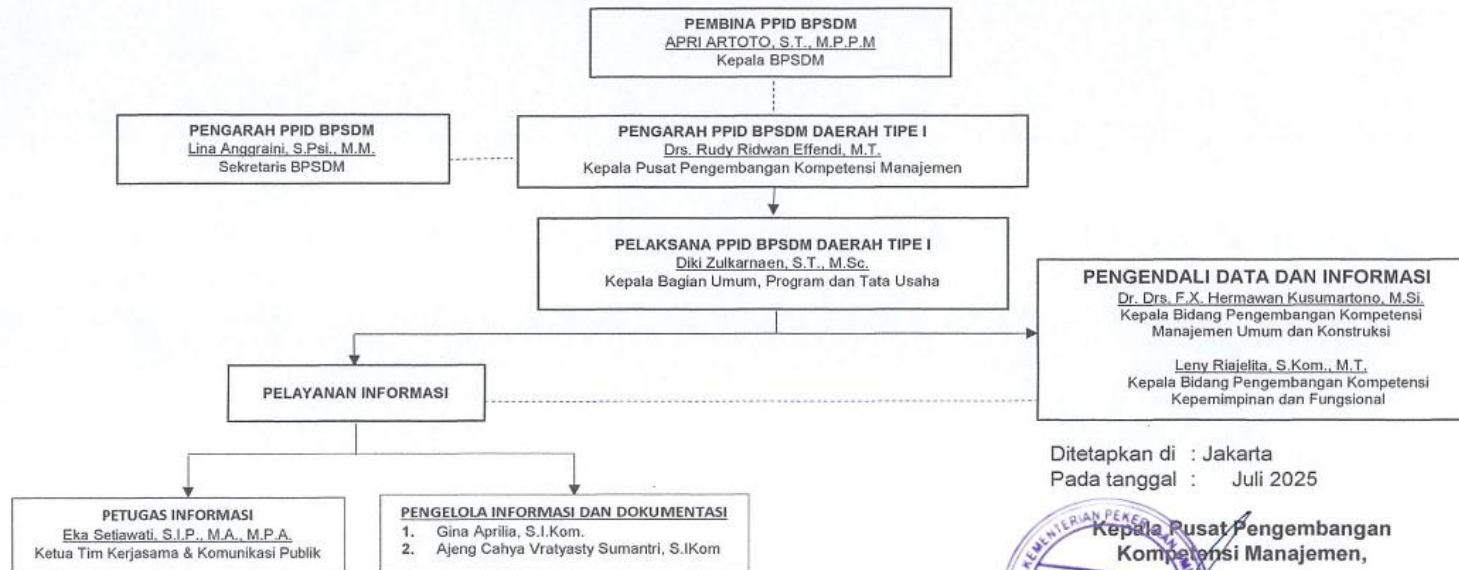 PEMBINA PPID BPSDM
APRI ARTOTO, S.T., M.P.P.M
Kepala BPSDM
PENGARAH PPID BPSDM
Lina Anggraini, S.Psi., M.M.
Sekretaris BPSDM
PENGARAH PPID BPSDM DAERAH TIPE I
Drs. Rudy Ridwan Effendi, M.T.
Kepala Pusat Pengembangan Kompetensi Manajemen
PELAKSANA PPID BPSDM DAERAH TIPE I
Diki Zulkarnaen, S.T., M.Sc.
Kepala Bagian Umum, Program dan Tata Usaha
PENGENDALI DATA DAN INFORMASI
Dr. Drs. F.X. Hermawan Kusumartono, M.Si.
Kepala Bidang Pengembangan Kompetensi
Manajemen Umum dan Konstruksi
Leny Riajelita, S.Kom., M.T.
Kepala Bidang Pengembangan Kompetensi
Kepemimpinan dan Fungsional
PELAYANAN INFORMASI
PETUGAS INFORMASI
Eka Setiawati, S.I.P., M.A., M.P.A.
Ketua Tim Kerjasama & Komunikasi Publik
PENGELOLA INFORMASI DAN DOKUMENTASI
1. Gina Aprilia, S.I.Kom.
2. Ajeng Cahya Vratyasty Sumantri, S.IKom
Ditetapkan di : Jakarta
Pada tanggal : Juli 2025
Kepala Pusat Pengembangan
Kompetensi Manajemen,
KEMENTERIAN